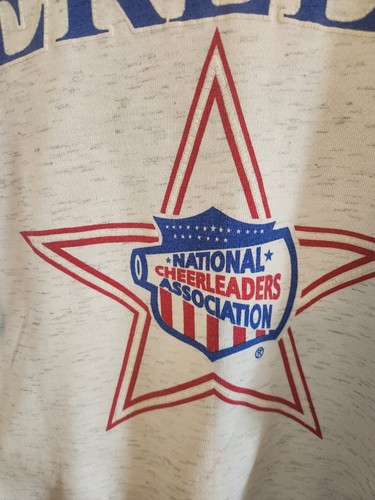 NATIONAL
CHEERLEADERS
ASSOCIATION
®